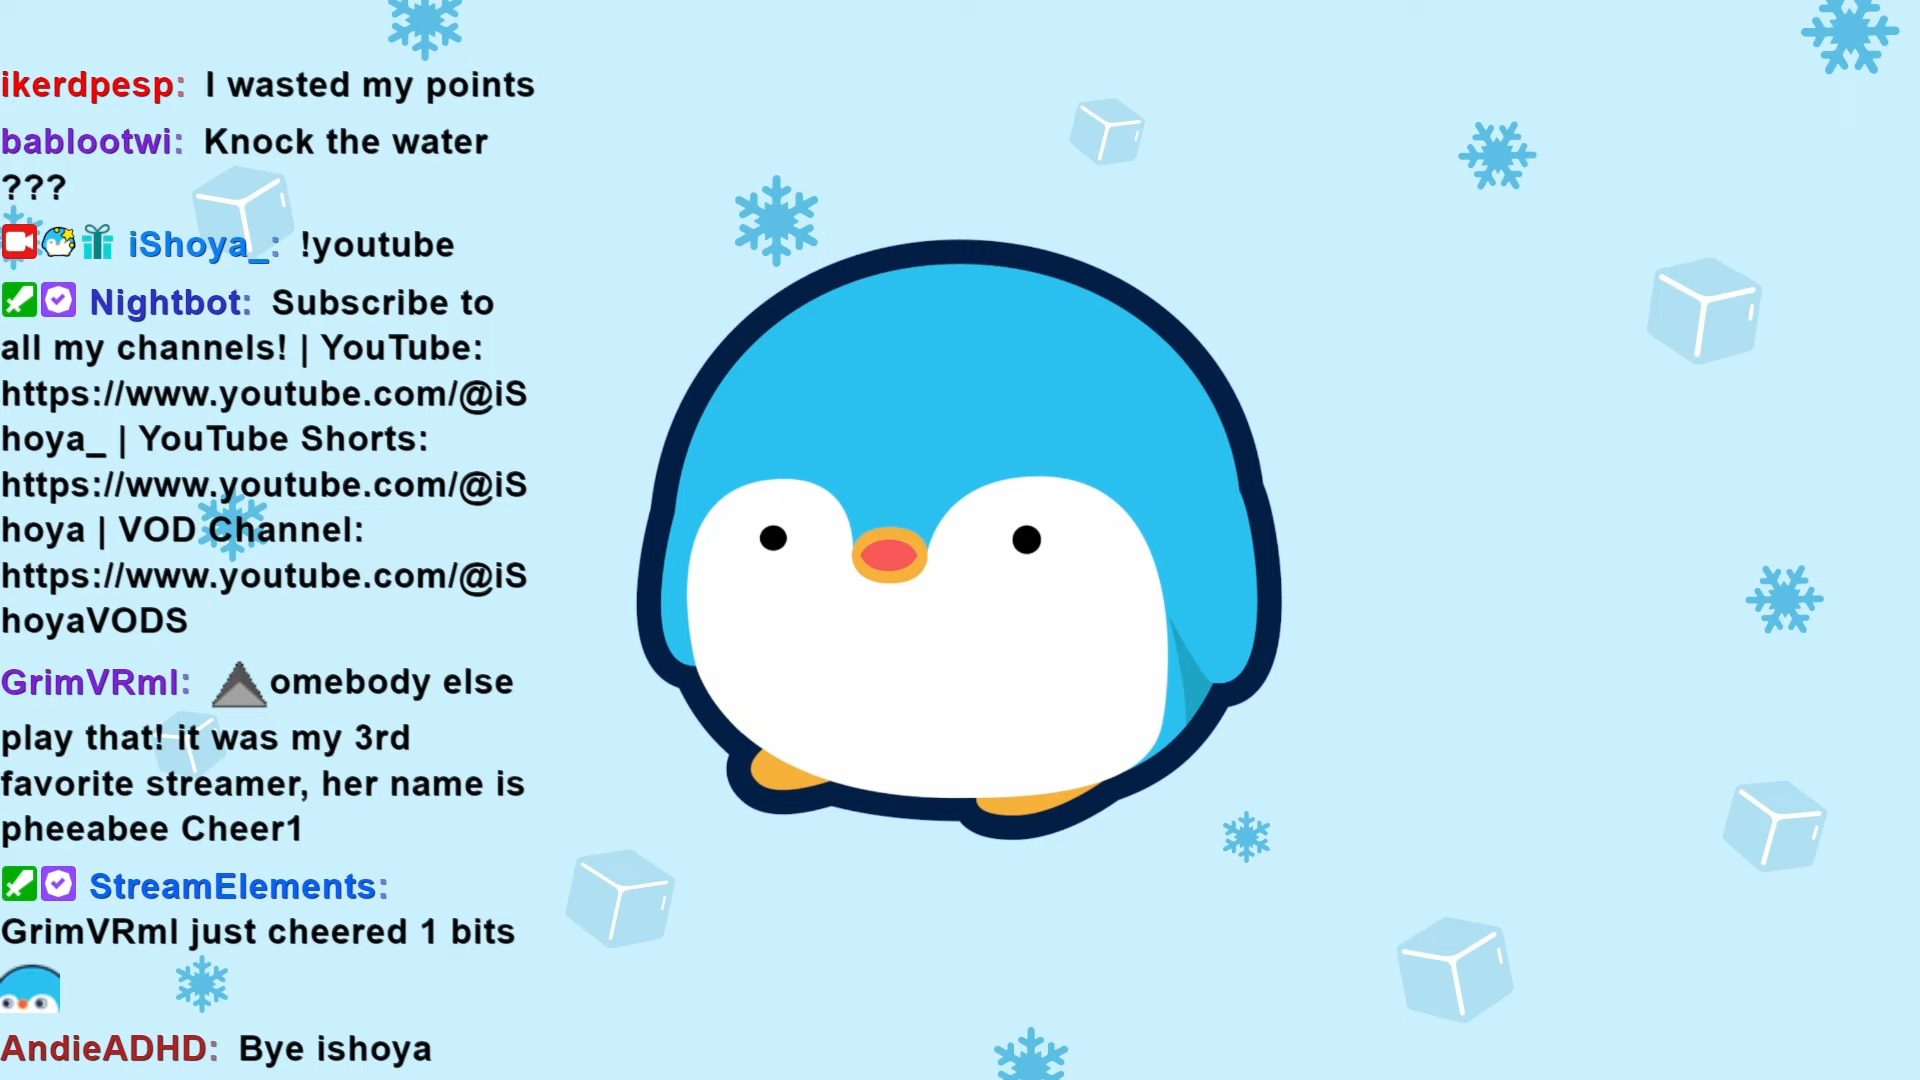 ikerdpesp: I wasted my points
bablootwi: Knock the water
???
iShoya_: !youtube
Nightbot: Subscribe to
all my channels! | YouTube:
https://www.youtube.com/@iS
hoya_ | YouTube Shorts:
https://www.youtube.com/@iS
hoya | VOD Channel:
https://www.youtube.com/@iS
hoyaVODS
GrimVRml: omebody else
play that! it was my 3rd
favorite streamer, her name is
pheeabee Cheer1
StreamElements:
GrimVRml just cheered 1 bits
AndieADHD: Bye ishoya